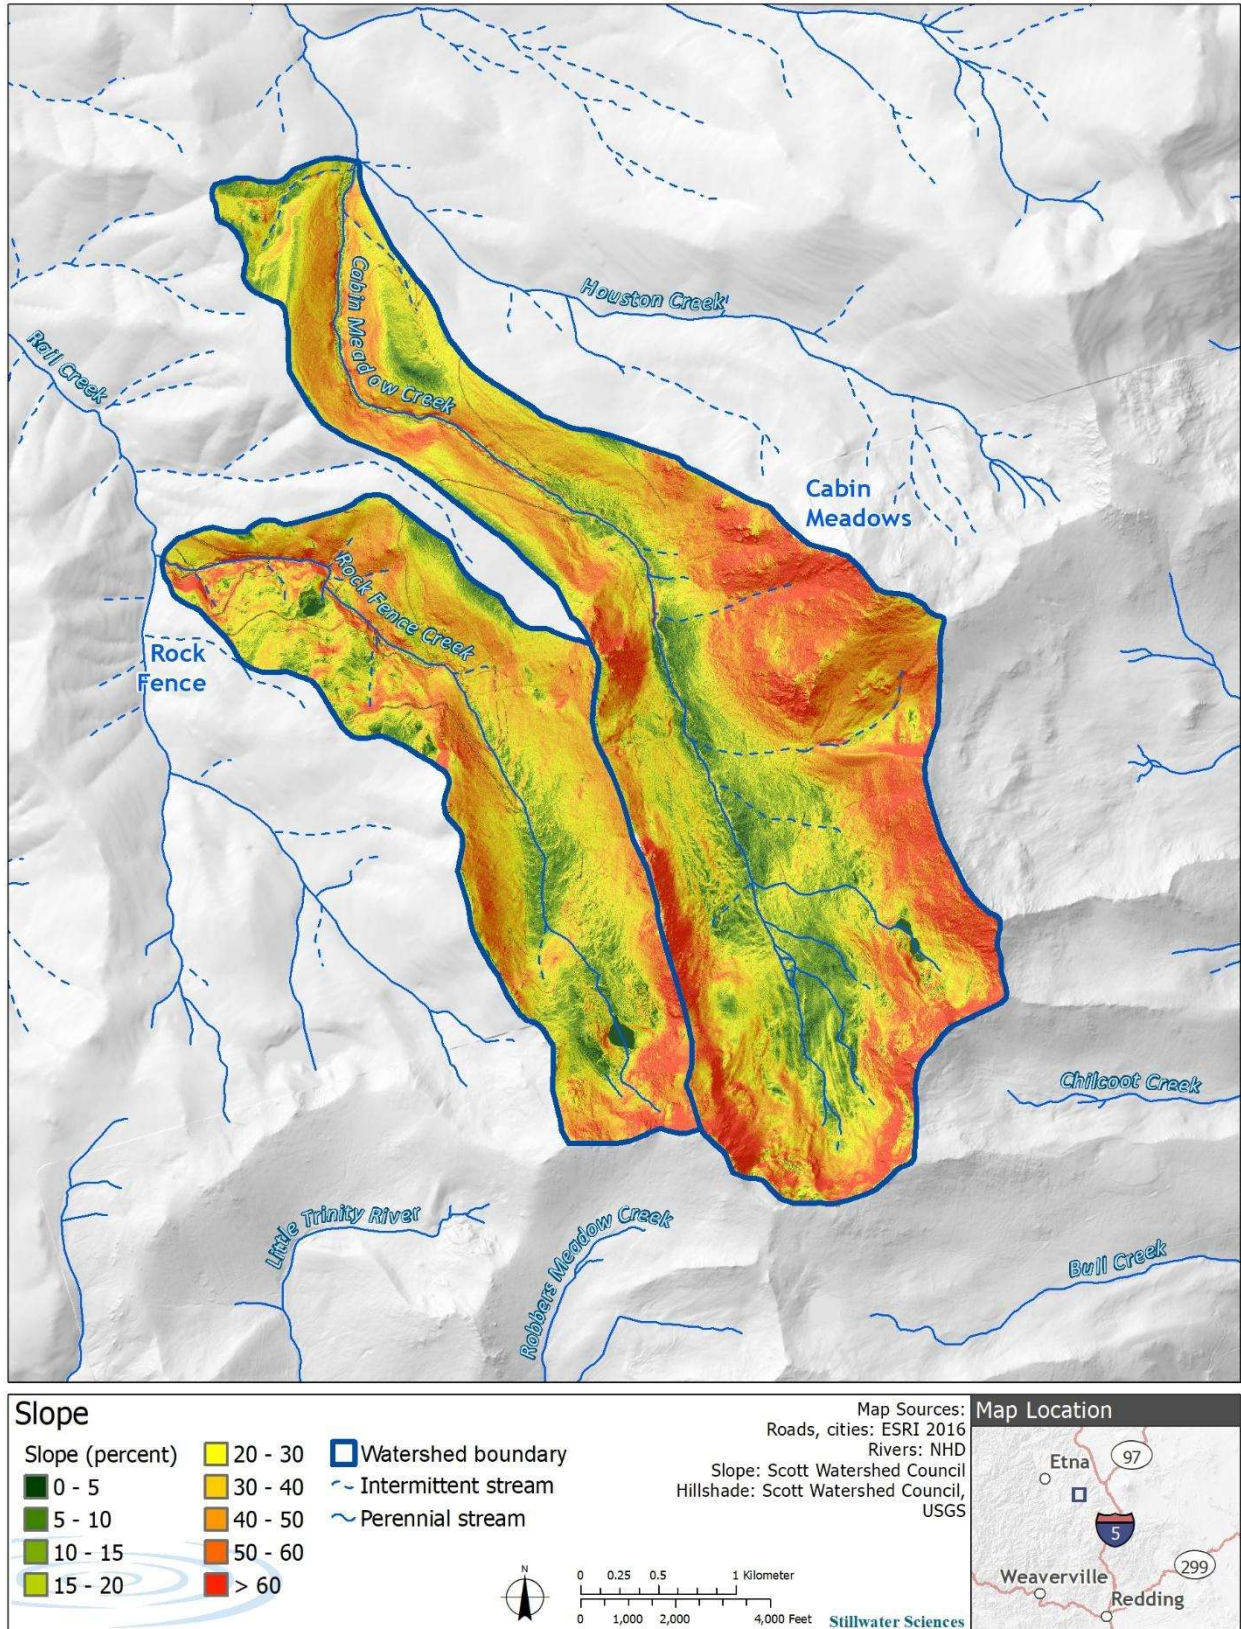 Houston Creek
Cabin Meadow Creek
Rail Creek
Cabin
Meadows
Rock Fence Creek
Rock
Fence
Chilcoot Creek
Little Trinity River
Robbers Meadow Creek
Bull Creek
Slope
Slope (percent)
0 - 5
5 - 10
10 - 15
15 - 20
20 - 30
30 - 40
40 - 50
50 - 60
> 60
Watershed boundary
Intermittent stream
Perennial stream
N
0 0.25 0.5 1 Kilometer
0 1,000 2,000 4,000 Feet
Map Sources:
Roads, cities: ESRI 2016
Rivers: NHD
Slope: Scott Watershed Council
Hillshade: Scott Watershed Council,
USGS
Stillwater Sciences
Map Location
97
Etna
5
299
Weaverville
Redding